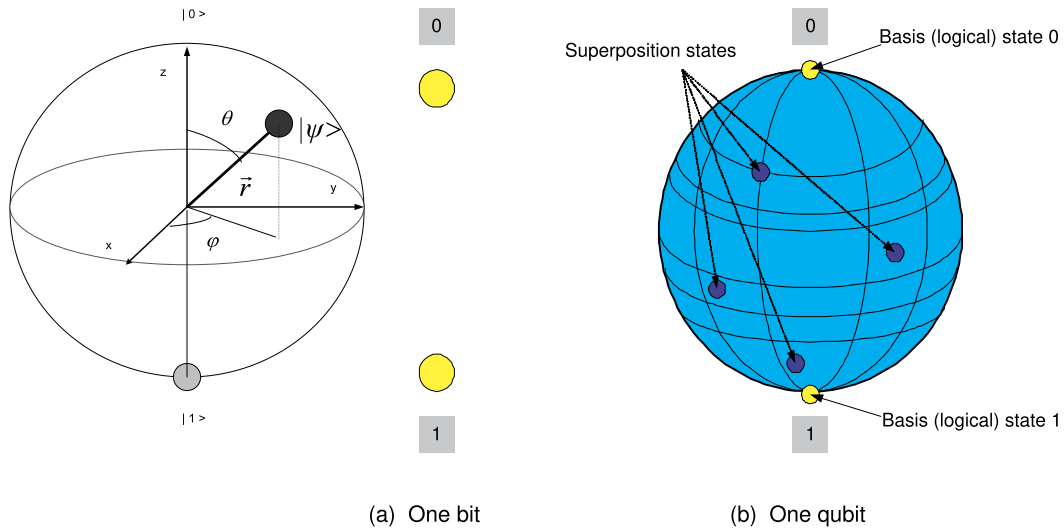 | 0 >
z
θ
|ψ>
r⃗
y
x
φ
| 1 >
0
1
(a) One bit
0
Basis (logical) state 0
Superposition states
Basis (logical) state 1
1
(b) One qubit